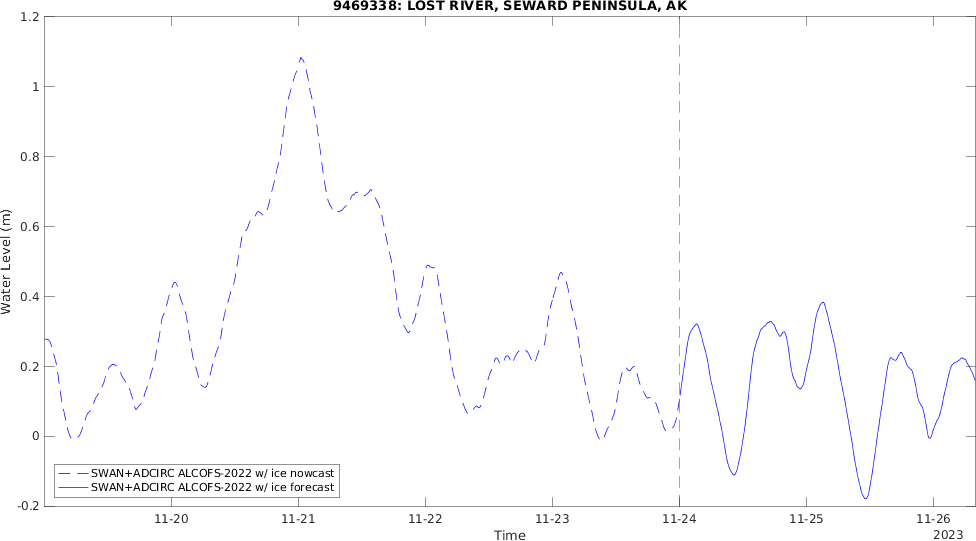 9469338: LOST RIVER, SEWARD PENINSULA, AK
1.2
1
0.8
0.6
0.4
0.2
0
-0.2
Water Level (m)
SWAN+ADCIRC ALCOFS-2022 w/ ice nowcast
SWAN+ADCIRC ALCOFS-2022 w/ ice forecast
11-20 11-21 11-22 11-23 11-24 11-25 11-26
Time
2023